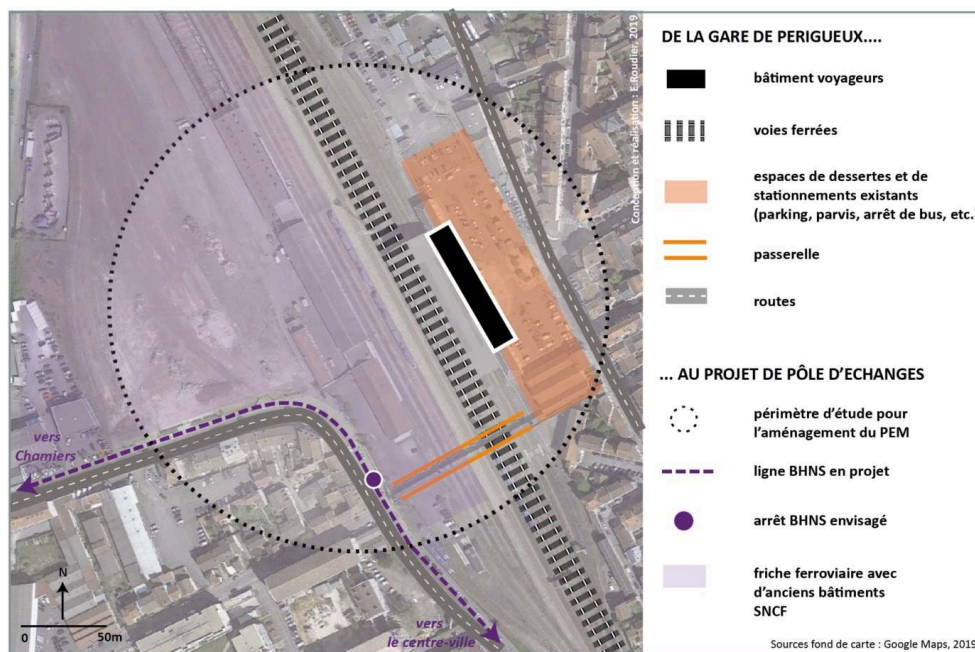 DE LA GARE DE PERIGUEUX....
bâtiment voyageurs
voies ferrées
espaces de dessertes et de
stationnements existants
(parking, parvis, arrêt de bus, etc.)
passerelle
routes
... AU PROJET DE PÔLE D'ECHANGES
périmètre d'étude pour
l'aménagement du PEM
ligne BHNS en projet
arrêt BHNS envisagé
friche ferroviaire avec
d'anciens bâtiments
SNCF
Sources fond de carte : Google Maps, 2019
Conception et réalisation : E.Roudier, 2019
vers
Chamiers
vers
le centre-ville
N
0 50m